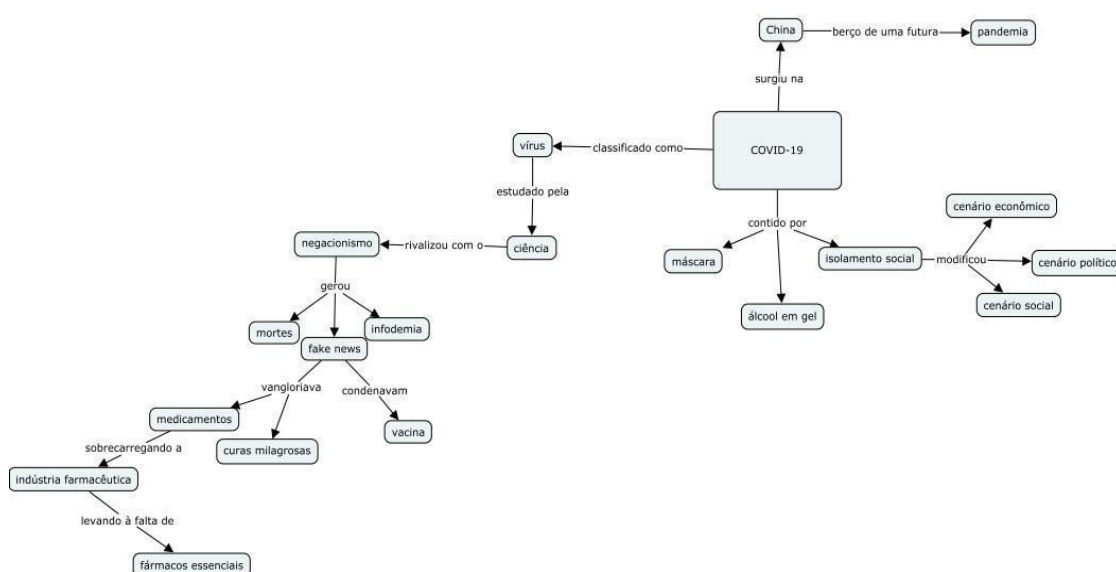 China
berço de uma futura
pandemia
surgiu na
COVID-19
classificado como
vírus
estudado pela
ciência
rivalizou com o
negacionismo
gerou
mortes
fake news
infodemia
vangloriava
condenavam
medicamentos
curas milagrosas
vacina
sobrecarregando a
indústria farmacêutica
levando à falta de
fármacos essenciais
contido por
máscara
álcool em gel
isolamento social
modificou
cenário econômico
cenário político
cenário social